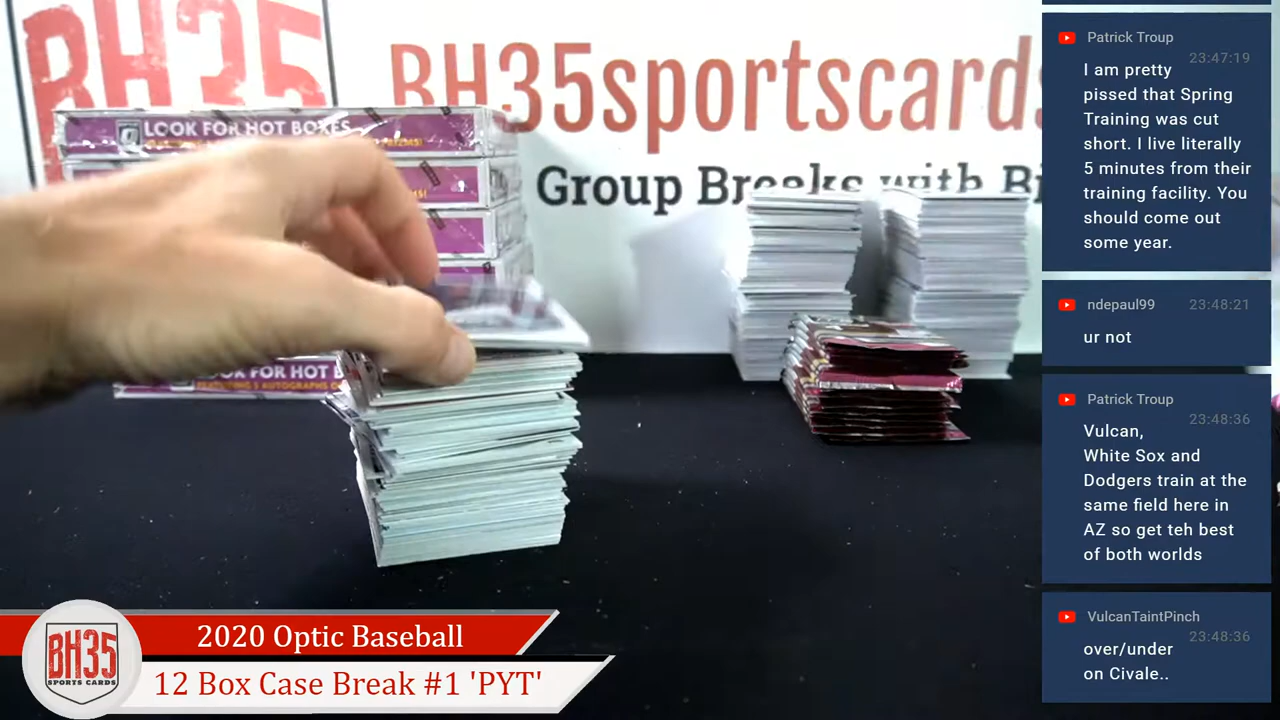 BH35
BH35sportscards
Group Breaks with Bi
LOOK FOR HOT BOXES
2020 Optic Baseball
12 Box Case Break #1 'PYT'
BH35
SPORTS CARDS
Patrick Troup
23:47:19
I am pretty
pissed that Spring
Training was cut
short. I live literally
5 minutes from their
training facility. You
should come out
some year.
ndepaul99
23:48:21
ur not
Patrick Troup
23:48:36
Vulcan,
White Sox and
Dodgers train at the
same field here in
AZ so get teh best
of both worlds
VulcanTaintPinch
23:48:36
over/under
on Civale..